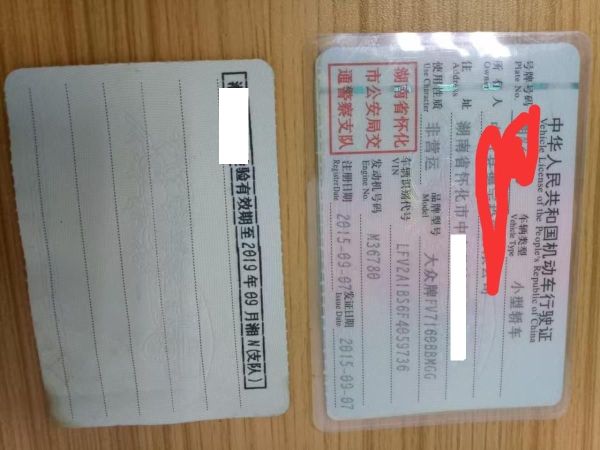 验有效期至2019年09月湘N(支队)
中华人民共和国机动车行驶证
Vehicle License of the People's Republic of China
号牌号码
Plate No.
车辆类型 小型轿车
Vehicle Type
所有人
Owner
住址 湖南省怀化市中
Address
使用性质 非营运 品牌型号 大众牌FV7160BBMGG
Use Character Model
湖南省怀化
市公安局交
通警察支队
车辆识别代号 LFV2A1BS6F4059736
VIN
发动机号码 M36780
Engine No.
注册日期 2015-09-07 发证日期 2015-09-07
Register Date Issue Date